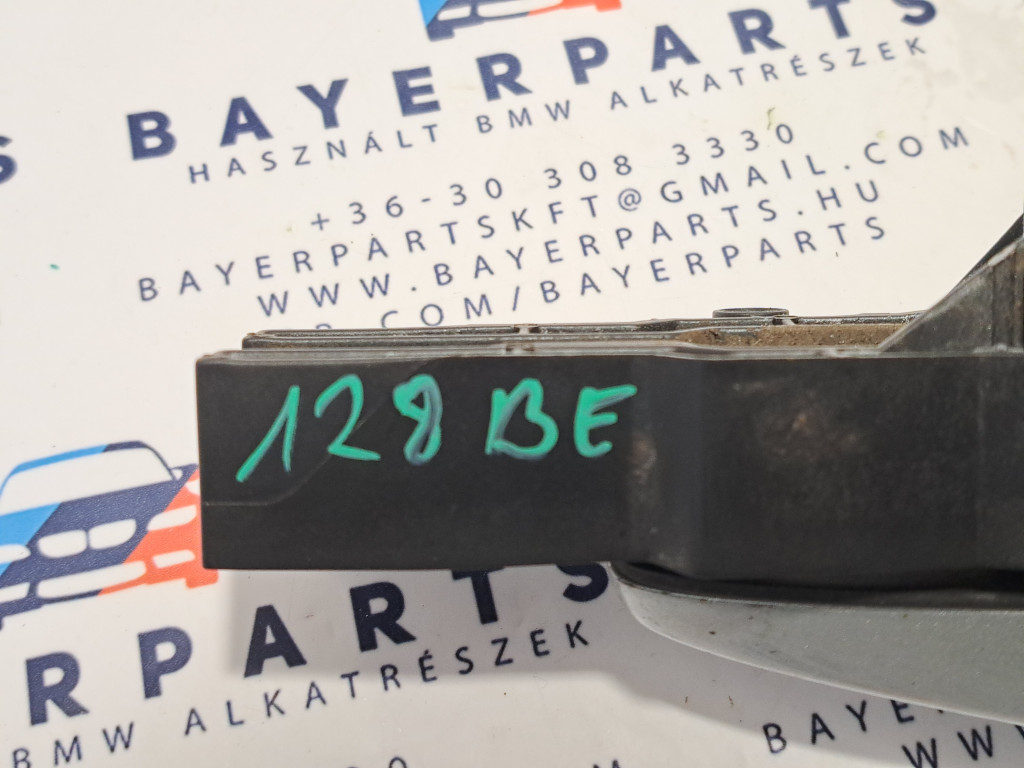 BAYERPARTS
HASZNÁLT BMW ALKATRÉSZEK
+36-30 308 3330
BAYERPARTSKFT@GMAIL.COM
WWW.BAYERPARTS.HU
COM/BAYERPARTS
128 BE
RPARTS
BMW ALKATRÉSZEK
BAYE
WW